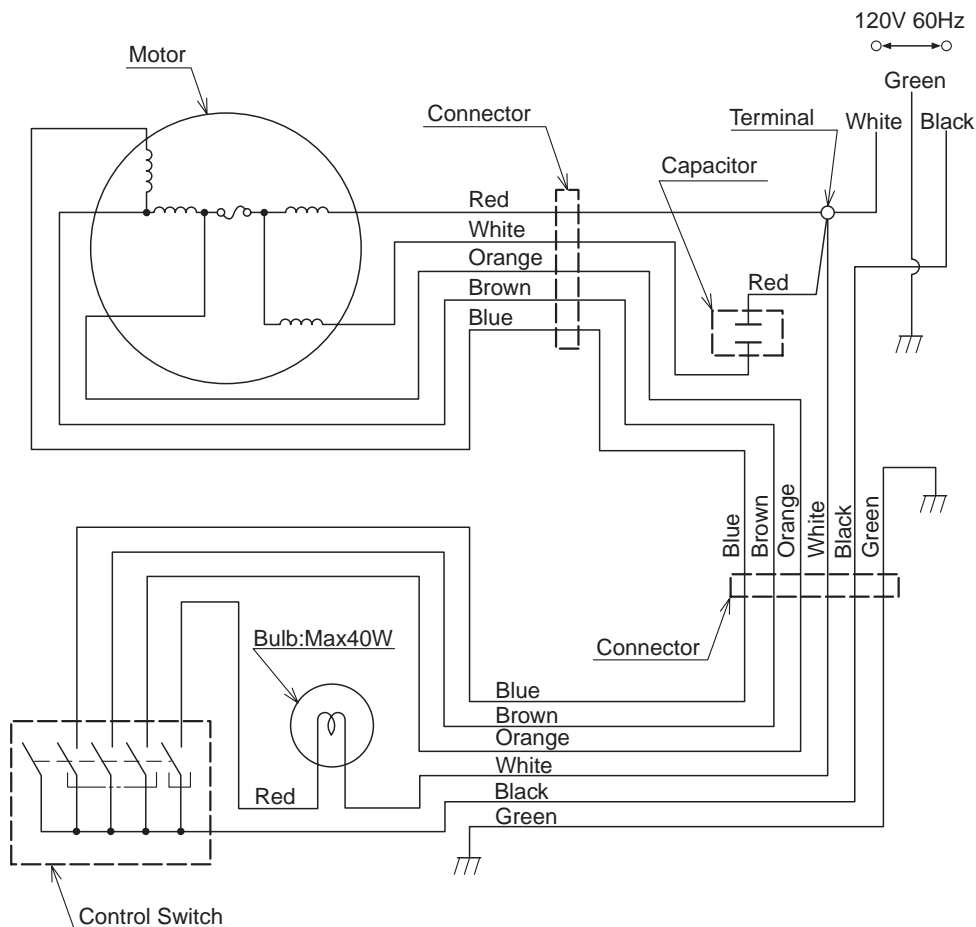 120V 60Hz
Motor
Green
Connector
Terminal
White
Black
Capacitor
Red
White
Orange
Red
Brown
Blue
Blue
Brown
Orange
White
Black
Green
Bulb:Max40W
Connector
Blue
Brown
Orange
White
Red
Black
Green
Control Switch